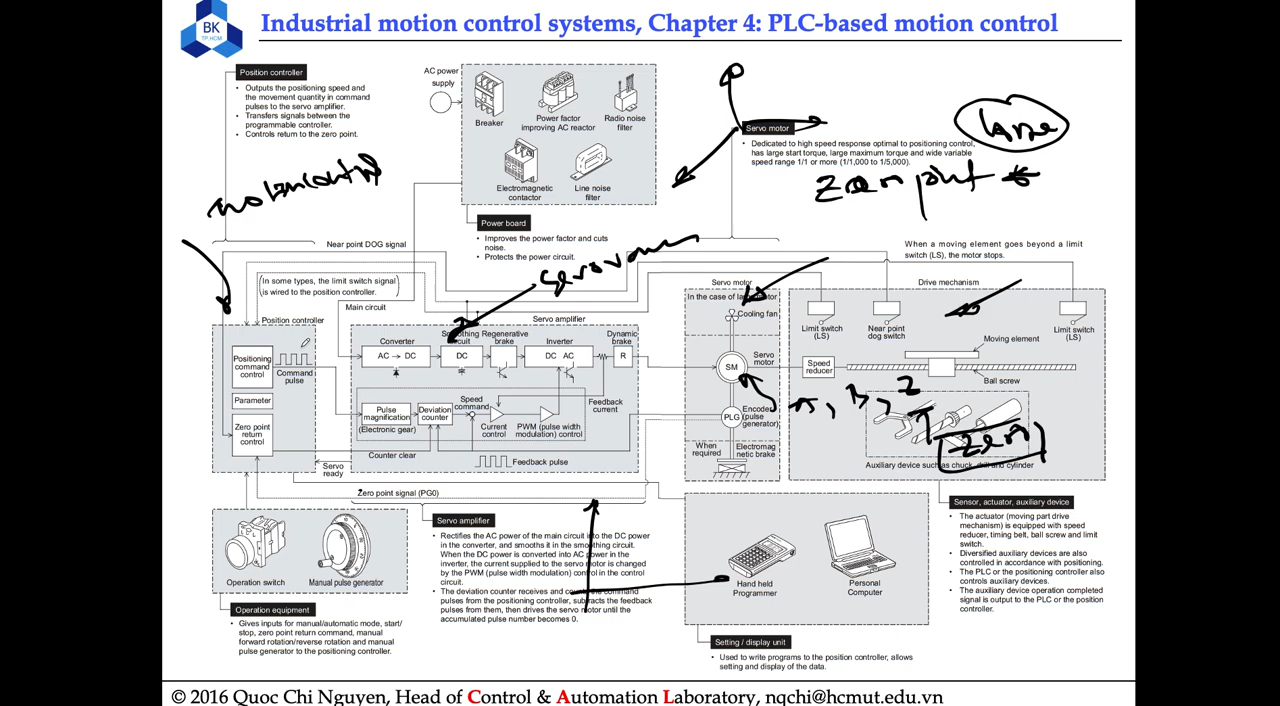 BK
TP.HCM
Industrial motion control systems, Chapter 4: PLC-based motion control
Position controller
• Outputs the positioning speed and
the movement quantity in command
pulses to the servo amplifier.
• Transfers signals between the
programmable controller.
• Controls return to the zero point.
AC power
supply
Breaker
Power factor
improving AC reactor
Radio noise
filter
Electromagnetic
contactor
Line noise
filter
Power board
• Improves the power factor and cuts
noise.
• Protects the power circuit.
Servo motor
• Dedicated to high speed response optimal to positioning control,
has large start torque, large maximum torque and wide variable
speed range 1/1 or more (1/1,000 to 1/5,000).
Zero point
Near point DOG signal
In some types, the limit switch signal
is wired to the position controller.
Main circuit
When a moving element goes beyond a limit
switch (LS), the motor stops.
Position controller
Positioning
command
control
Command
pulse
Parameter
Zero point
return
control
Servo amplifier
Converter
AC → DC
Smoothing
circuit
DC
Regenerative
brake
Inverter
DC AC
Dynamic
brake
R
Pulse
magnification
(Electronic gear)
Deviation
counter
Speed
command
Current
control
PWM (pulse width
modulation) control
Feedback
current
Counter clear
Feedback pulse
Servo
ready
Zero point signal (PG0)
Servo motor
In the case of large motor
Cooling fan
SM
Servo
motor
PLG
Encoder
(pulse
generator)
When
required
Electromag
netic brake
Drive mechanism
Limit switch
(LS)
Near point
dog switch
Limit switch
(LS)
Moving element
Speed
reducer
Ball screw
A, B, Z
Zero
Auxiliary device such as chuck, drill and cylinder
Operation switch
Manual pulse generator
Operation equipment
• Gives inputs for manual/automatic mode, start/
stop, zero point return command, manual
forward rotation/reverse rotation and manual
pulse generator to the positioning controller.
Servo amplifier
• Rectifies the AC power of the main circuit into the DC power
in the converter, and smoothes it in the smoothing circuit.
When the DC power is converted into AC power in the
inverter, the current supplied to the servo motor is changed
by the PWM (pulse width modulation) control in the control
circuit.
• The deviation counter receives and counts the command
pulses from the positioning controller, subtracts the feedback
pulses from them, then drives the servo motor until the
accumulated pulse number becomes 0.
Hand held
Programmer
Personal
Computer
Setting / display unit
• Used to write programs to the position controller, allows
setting and display of the data.
Sensor, actuator, auxiliary device
• The actuator (moving part drive
mechanism) is equipped with speed
reducer, timing belt, ball screw and limit
switch.
• Diversified auxiliary devices are also
controlled in accordance with positioning.
• The PLC or the positioning controller also
controls auxiliary devices.
• The auxiliary device operation completed
signal is output to the PLC or the position
controller.
© 2016 Quoc Chi Nguyen, Head of Control & Automation Laboratory, nqchi@hcmut.edu.vn